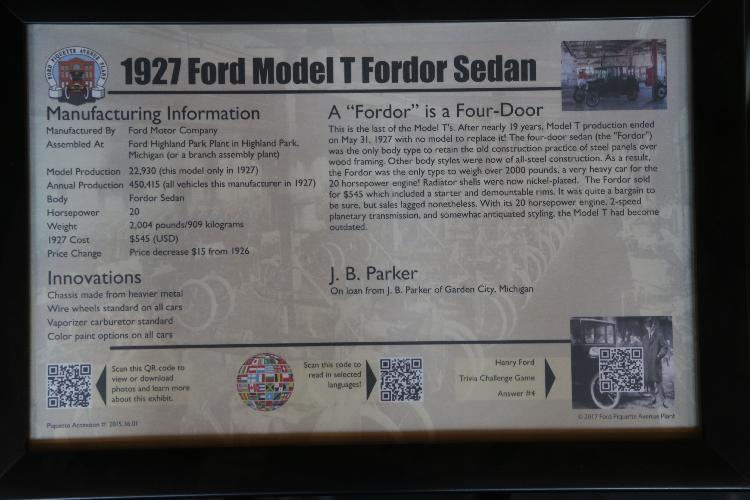 FORD PIQUETTE AVENUE PLANT
1927 Ford Model T Fordor Sedan
Manufacturing Information
Manufactured By Ford Motor Company
Assembled At Ford Highland Park Plant in Highland Park,
Michigan (or a branch assembly plant)
Model Production 22,930 (this model only in 1927)
Annual Production 450,415 (all vehicles this manufacturer in 1927)
Body Fordor Sedan
Horsepower 20
Weight 2,004 pounds/909 kilograms
1927 Cost $545 (USD)
Price Change Price decrease $15 from 1926
Innovations
Chassis made from heavier metal
Wire wheels standard on all cars
Vaporizer carburetor standard
Color paint options on all cars
A "Fordor" is a Four-Door
This is the last of the Model T's. After nearly 19 years, Model T production ended
on May 31, 1927 with no model to replace it! The four-door sedan (the "Fordor")
was the only body type to retain the old construction practice of steel panels over
wood framing. Other body styles were now of all-steel construction. As a result,
the Fordor was the only type to weigh over 2000 pounds, a very heavy car for the
20 horsepower engine! Radiator shells were now nickel-plated. The Fordor sold
for $545 which included a starter and demountable rims. It was quite a bargain to
be sure, but sales lagged nonetheless. With its 20 horsepower engine, 2-speed
planetary transmission, and somewhat antiquated styling, the Model T had become
outdated.
J. B. Parker
On loan from J. B. Parker of Garden City, Michigan
Scan this QR code to
view or download
photos and learn more
about this exhibit.
Scan this code to
read in selected
languages!
Henry Ford
Trivia Challenge Game
Answer #4
Piquette Accession #: 2015.36.01
© 2017 Ford Piquette Avenue Plant